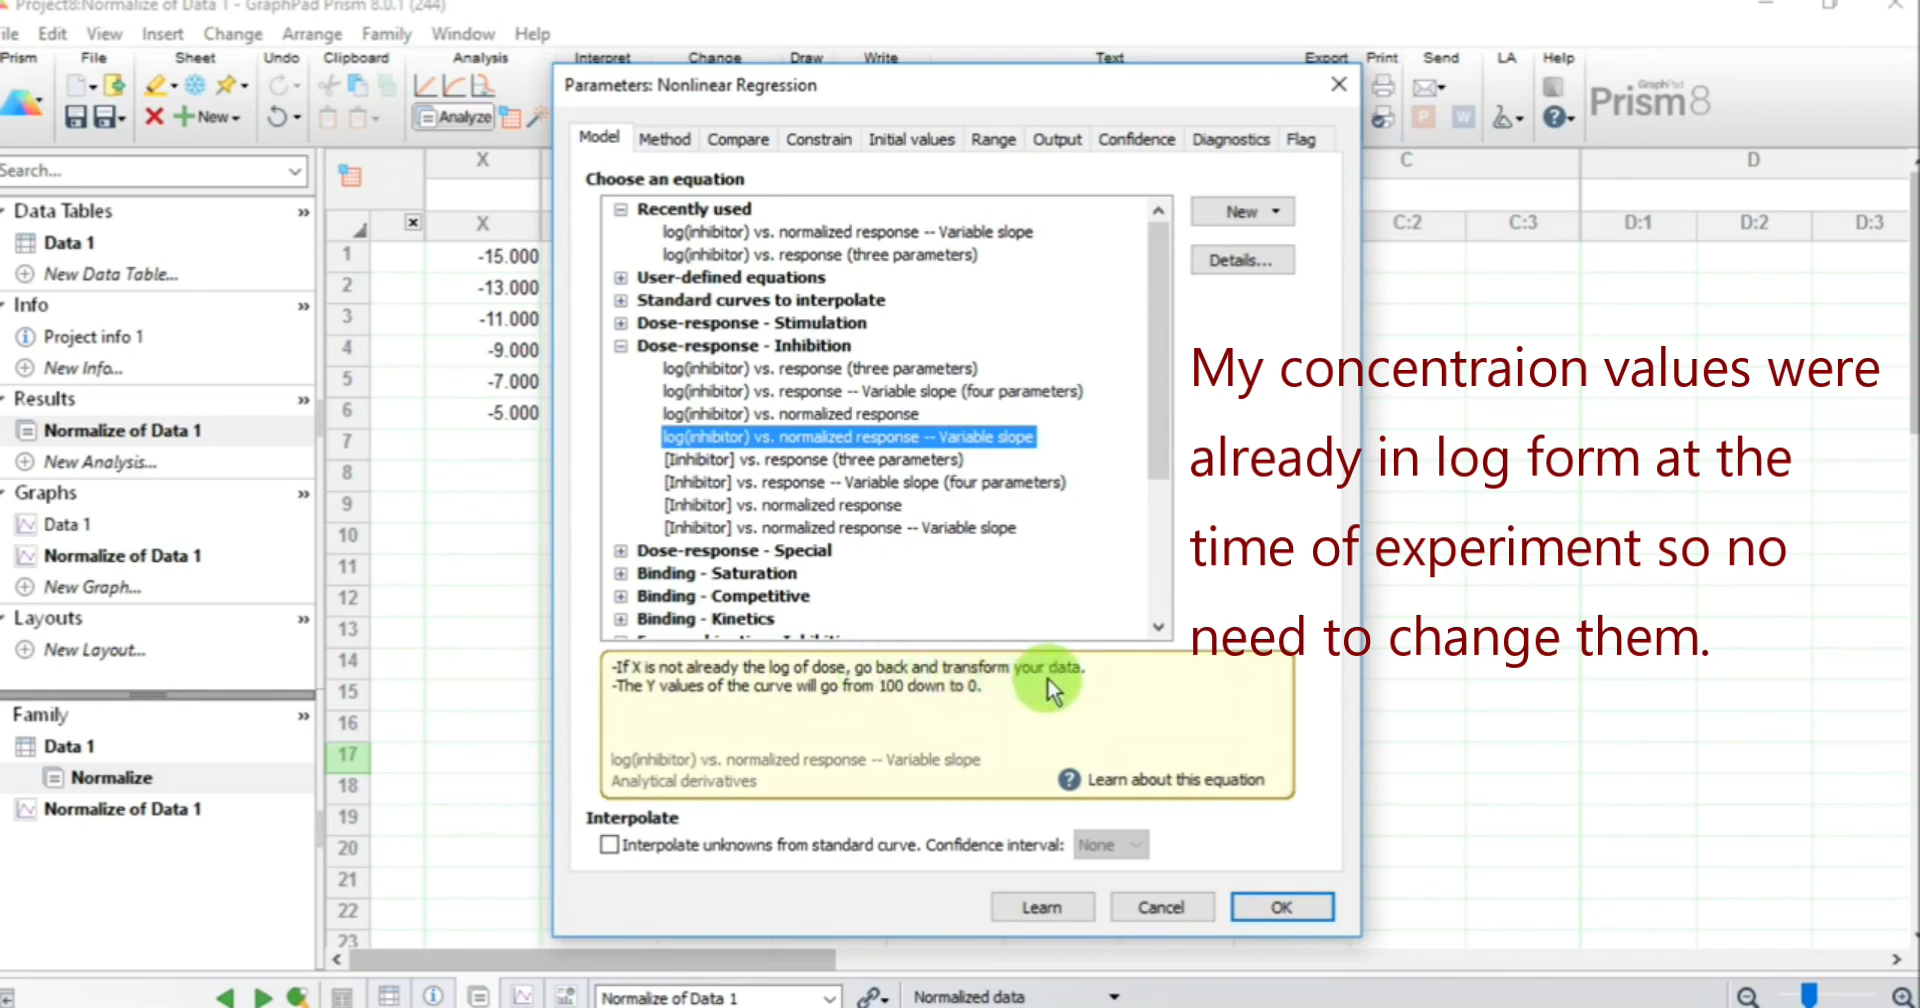 Project8:Normalize of Data 1 - GraphPad Prism 8.0.1 (244)
ile Edit View Insert Change Arrange Family Window Help
Prism File Sheet Undo Clipboard Analysis Interpret Change Draw Write Text Export Print Send LA Help
New
Analyze
GraphPad
Prism 8
Search...
Data Tables
Data 1
New Data Table...
Info
Project info 1
New Info...
Results
Normalize of Data 1
New Analysis...
Graphs
Data 1
Normalize of Data 1
New Graph...
Layouts
New Layout...
Family
Data 1
Normalize
Normalize of Data 1
X C D
X C:2 C:3 D:1 D:2 D:3
1 -15.000
2 -13.000
3 -11.000
4 -9.000
5 -7.000
6 -5.000
7
8
9
10
11
12
13
14
15
16
17
18
19
20
21
22
23
Parameters: Nonlinear Regression
Model Method Compare Constrain Initial values Range Output Confidence Diagnostics Flag
Choose an equation
Recently used
log(inhibitor) vs. normalized response -- Variable slope
log(inhibitor) vs. response (three parameters)
User-defined equations
Standard curves to interpolate
Dose-response - Stimulation
Dose-response - Inhibition
log(inhibitor) vs. response (three parameters)
log(inhibitor) vs. response -- Variable slope (four parameters)
log(inhibitor) vs. normalized response
log(inhibitor) vs. normalized response -- Variable slope
[Iinhibitor] vs. response (three parameters)
[Inhibitor] vs. response -- Variable slope (four parameters)
[Inhibitor] vs. normalized response
[Inhibitor] vs. normalized response -- Variable slope
Dose-response - Special
Binding - Saturation
Binding - Competitive
Binding - Kinetics
New
Details...
My concentraion values were
already in log form at the
time of experiment so no
need to change them.
-If X is not already the log of dose, go back and transform your data.
-The Y values of the curve will go from 100 down to 0.
log(inhibitor) vs. normalized response -- Variable slope
Analytical derivatives
Learn about this equation
Interpolate
Interpolate unknowns from standard curve. Confidence interval: None
Learn Cancel OK
Normalize of Data 1
Normalized data